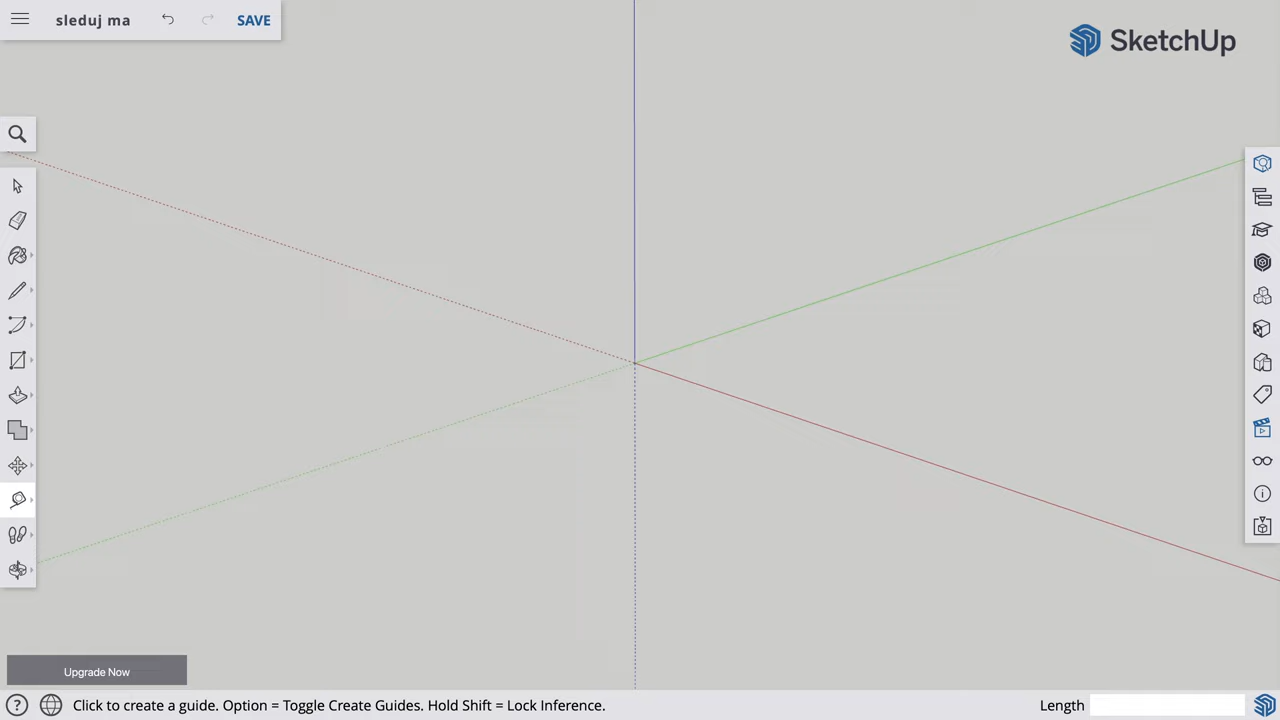 sleduj ma
SAVE
SketchUp
Upgrade Now
Click to create a guide. Option = Toggle Create Guides. Hold Shift = Lock Inference.
Length